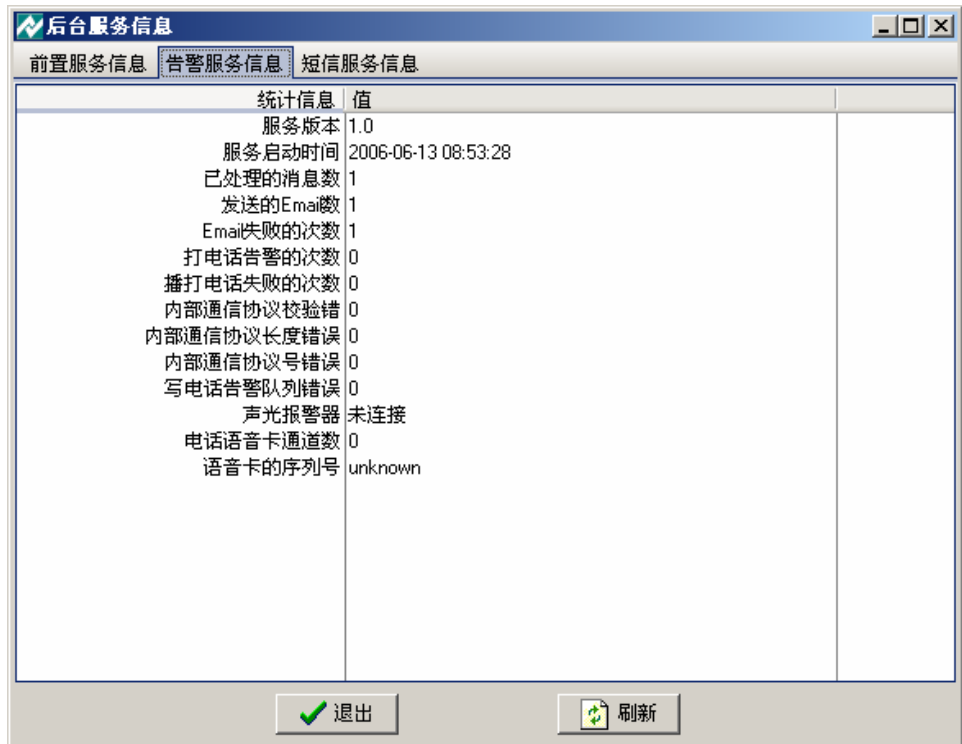 后台服务信息
前置服务信息 告警服务信息 短信服务信息
统计信息 值
服务版本 1.0
服务启动时间 2006-06-13 08:53:28
已处理的消息数 1
发送的Email数 1
Email失败的次数 1
打电话告警的次数 0
播打电话失败的次数 0
内部通信协议校验错 0
内部通信协议长度错误 0
内部通信协议号错误 0
写电话告警队列错误 0
声光报警器 未连接
电话语音卡通道数 0
语音卡的序列号 unknown
退出 刷新